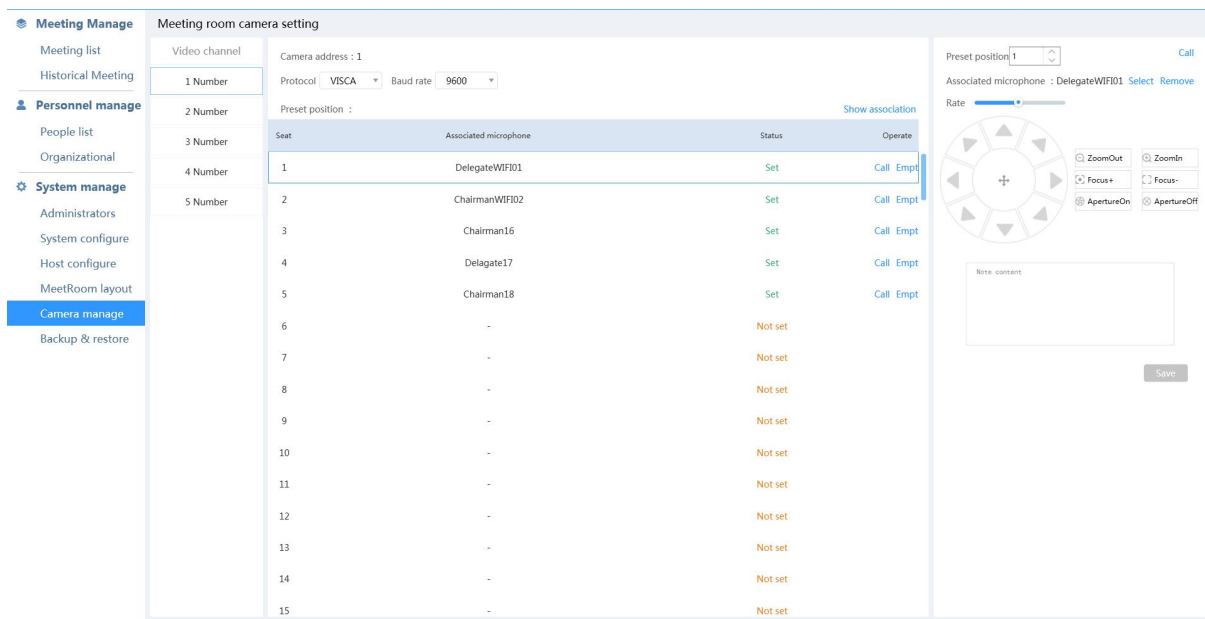 Meeting Manage
Meeting list
Historical Meeting
Personnel manage
People list
Organizational
System manage
Administrators
System configure
Host configure
MeetRoom layout
Camera manage
Backup & restore
Meeting room camera setting
Video channel
1 Number
2 Number
3 Number
4 Number
5 Number
Camera address : 1
Protocol VISCA Baud rate 9600
Preset position :
Show association
Seat Associated microphone Status Operate
1 DelegateWIFI01 Set Call Empt
2 ChairmanWIFI02 Set Call Empt
3 Chairman16 Set Call Empt
4 Delagate17 Set Call Empt
5 Chairman18 Set Call Empt
6 - Not set
7 - Not set
8 - Not set
9 - Not set
10 - Not set
11 - Not set
12 - Not set
13 - Not set
14 - Not set
15 - Not set
Preset position 1 Call
Associated microphone : DelegateWIFI01 Select Remove
Rate
ZoomOut ZoomIn
Focus+ Focus-
ApertureOn ApertureOff
Note content
Save